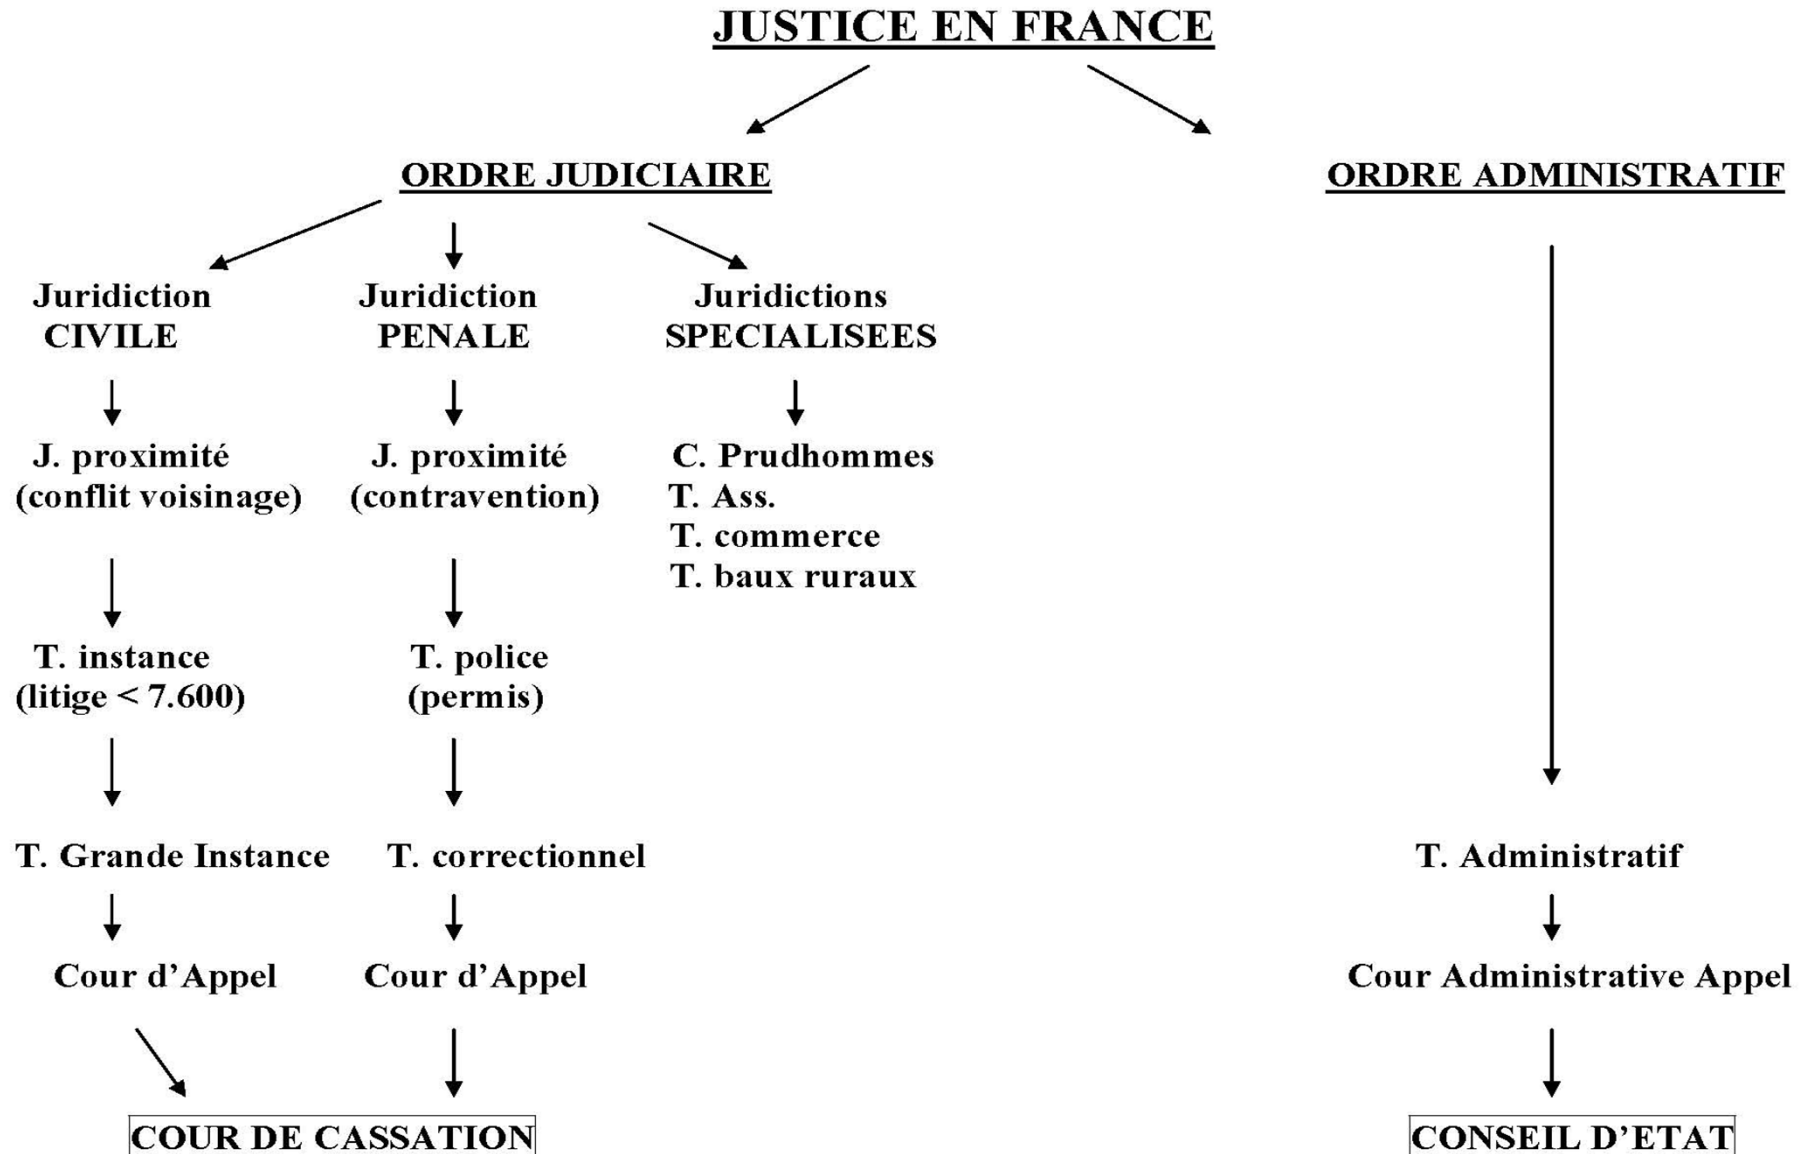 JUSTICE EN FRANCE
ORDRE JUDICIAIRE
ORDRE ADMINISTRATIF
Juridiction
CIVILE
Juridiction
PENALE
Juridictions
SPECIALISEES
J. proximité
(conflit voisinage)
J. proximité
(contravention)
C. Prudhommes
T. Ass.
T. commerce
T. baux ruraux
T. instance
(litige < 7.600)
T. police
(permis)
T. Grande Instance
T. correctionnel
T. Administratif
Cour d’Appel
Cour d’Appel
Cour Administrative Appel
COUR DE CASSATION
CONSEIL D’ETAT